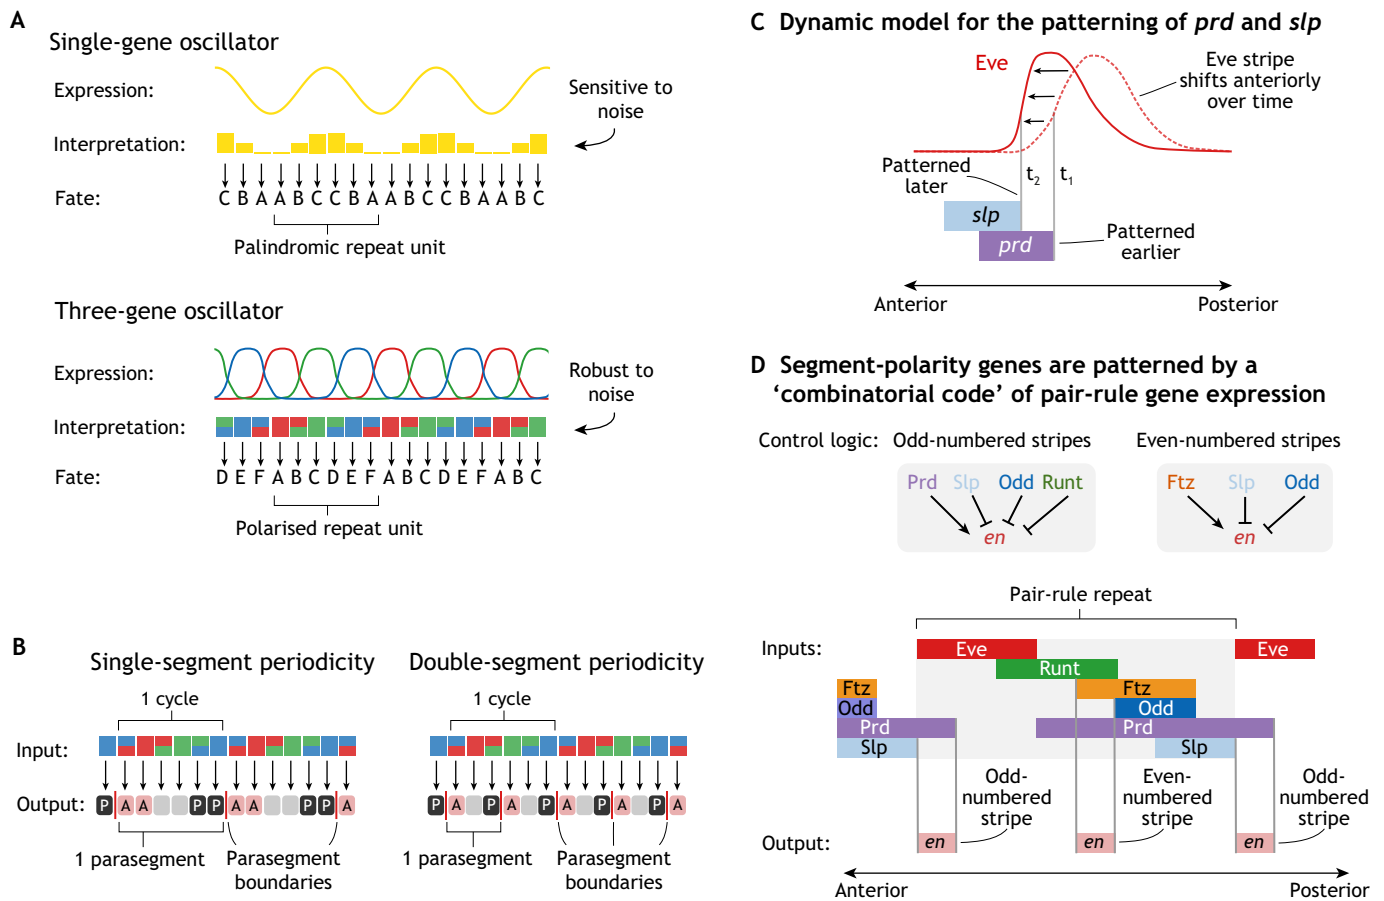 A
Single-gene oscillator
Expression:
Sensitive to
noise
Interpretation:
Fate:
C B A A B C C B A A B C C B A A B C
Palindromic repeat unit
Three-gene oscillator
Expression:
Robust to
noise
Interpretation:
Fate:
D E F A B C D E F A B C D E F A B C
Polarised repeat unit
B
Single-segment periodicity
1 cycle
Input:
Output:
P A A P P A A P P A
1 parasegment
Parasegment
boundaries
Double-segment periodicity
1 cycle
P A P A P A P A P A
1 parasegment
Parasegment
boundaries
C Dynamic model for the patterning of prd and slp
Eve
Eve stripe
shifts anteriorly
over time
Patterned
later
t2 t1
slp
prd
Patterned
earlier
Anterior
Posterior
D Segment-polarity genes are patterned by a
‘combinatorial code’ of pair-rule gene expression
Control logic:
Odd-numbered stripes
Even-numbered stripes
Prd Slp Odd Runt
en
Ftz Slp Odd
en
Pair-rule repeat
Inputs:
Eve Eve
Runt
Ftz Ftz
Odd Odd
Prd Prd
Slp Slp
Odd-
numbered
stripe
Even-
numbered
stripe
Odd-
numbered
stripe
Output:
en en en
Anterior
Posterior